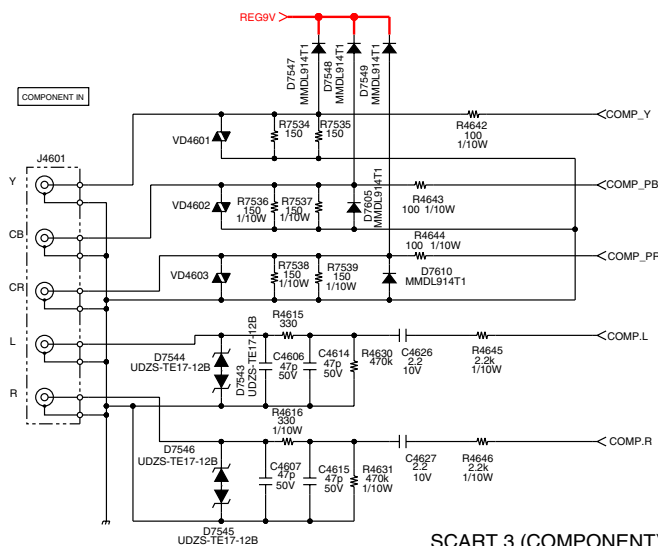 REG9V
D7547
MMDL914T1
D7548
MMDL914T1
D7549
MMDL914T1
COMPONENT IN
R7534
150
R7535
150
VD4601
R4642
100
1/10W
COMP_Y
J4601
Y
R7536
150
1/10W
R7537
150
1/10W
VD4602
D7605
MMDL914T1
R4643
100 1/10W
COMP_PB
CB
R4644
100 1/10W
R7538
150
1/10W
R7539
150
1/10W
VD4603
D7610
MMDL914T1
COMP_PR
CR
R4615
330
L
D7544
UDZS-TE17-12B
D7543
UDZS-TE17-12B
C4606
47p
50V
C4614
47p
50V
R4630
470k
C4626
2.2
10V
R4645
2.2k
1/10W
COMP.L
R
R4616
330
1/10W
D7546
UDZS-TE17-12B
C4607
47p
50V
C4615
47p
50V
R4631
470k
1/10W
C4627
2.2
10V
R4646
2.2k
1/10W
COMP.R
D7545
UDZS-TE17-12B
SCART 3 (COMPONENT)